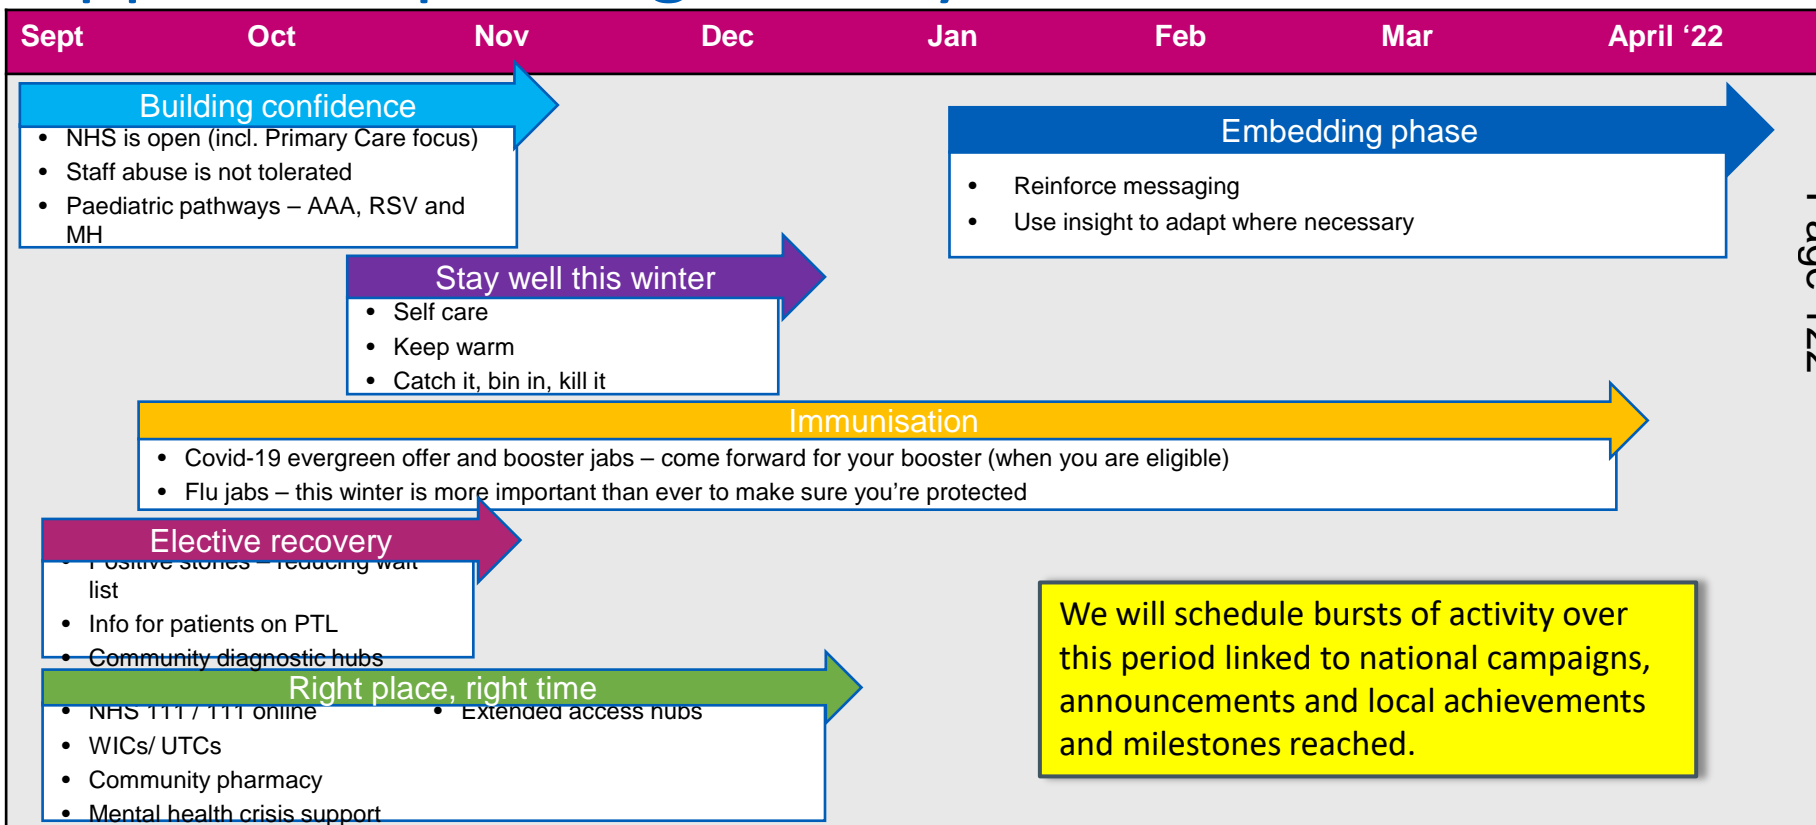 Sept Oct Nov Dec Jan Feb Mar April ‘22
Building confidence
• NHS is open (incl. Primary Care focus)
• Staff abuse is not tolerated
• Paediatric pathways – AAA, RSV and
MH
Embedding phase
• Reinforce messaging
• Use insight to adapt where necessary
Stay well this winter
• Self care
• Keep warm
• Catch it, bin in, kill it
Immunisation
• Covid-19 evergreen offer and booster jabs – come forward for your booster (when you are eligible)
• Flu jabs – this winter is more important than ever to make sure you’re protected
Elective recovery
• Positive stories – reducing wait
list
• Info for patients on PTL
• Community diagnostic hubs
Right place, right time
• NHS 111 / 111 online • Extended access hubs
• WICs/ UTCs
• Community pharmacy
• Mental health crisis support
We will schedule bursts of activity over
this period linked to national campaigns,
announcements and local achievements
and milestones reached.
Page 122